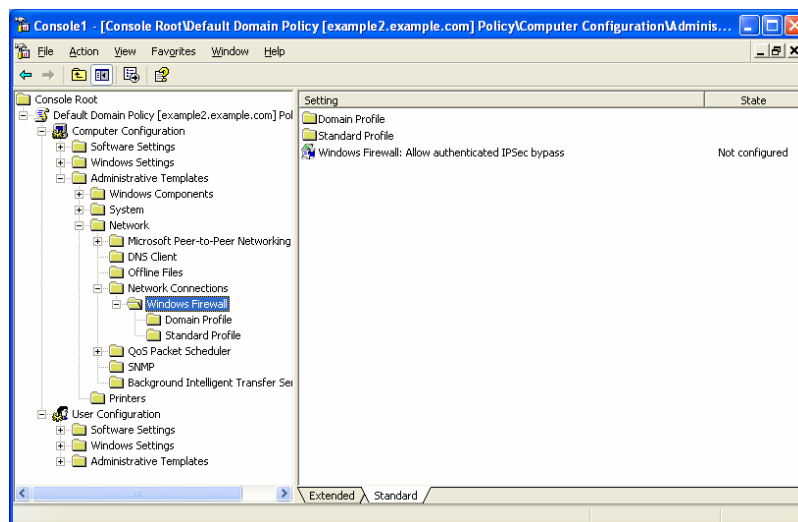 Console1 - [Console Root\Default Domain Policy [example2.example.com] Policy\Computer Configuration\Adminis...
File Action View Favorites Window Help
Console Root
Default Domain Policy [example2.example.com] Pol
Computer Configuration
Software Settings
Windows Settings
Administrative Templates
Windows Components
System
Network
Microsoft Peer-to-Peer Networking
DNS Client
Offline Files
Network Connections
Windows Firewall
Domain Profile
Standard Profile
QoS Packet Scheduler
SNMP
Background Intelligent Transfer Ser
Printers
User Configuration
Software Settings
Windows Settings
Administrative Templates
Setting State
Domain Profile
Standard Profile
Windows Firewall: Allow authenticated IPSec bypass Not configured
Extended Standard